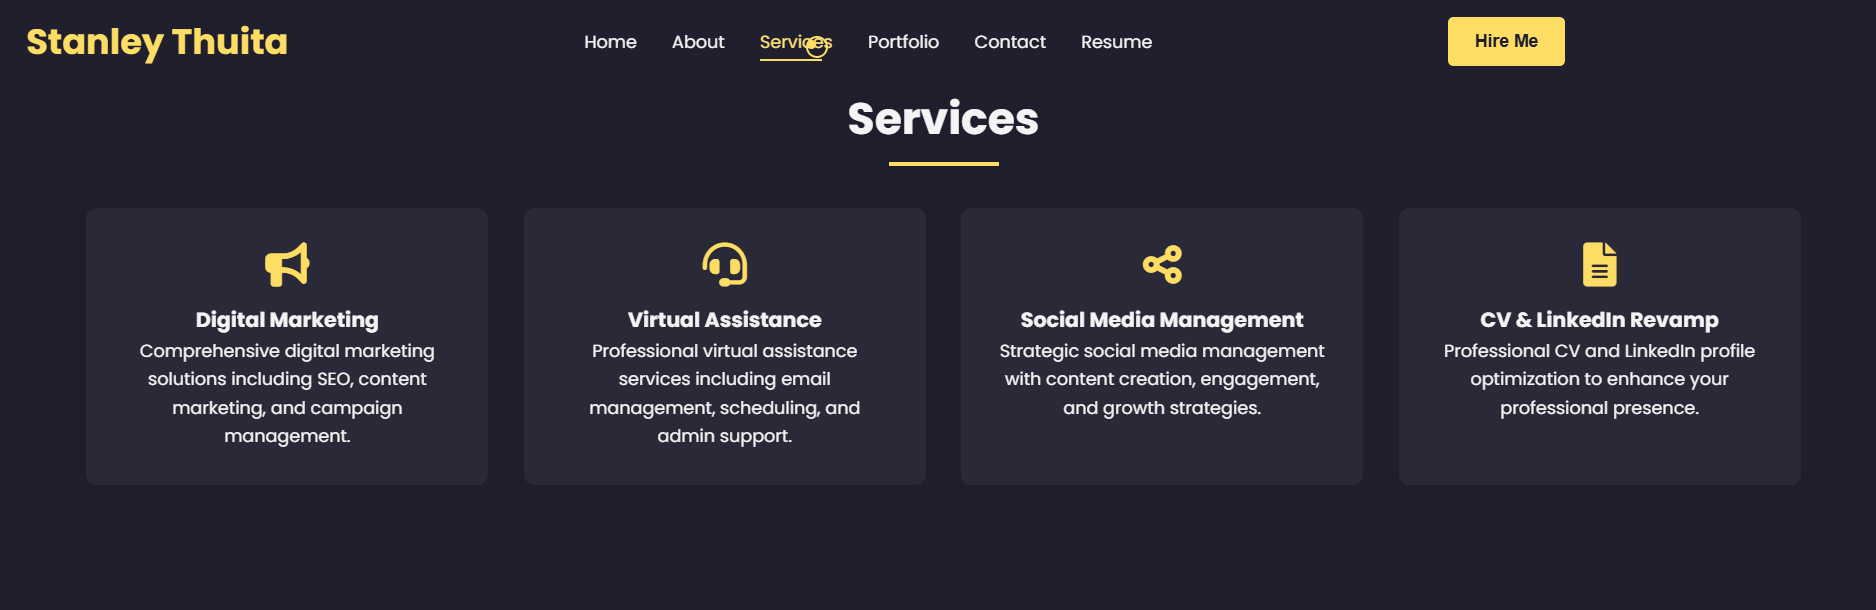 Stanley Thuita
Home About Services Portfolio Contact Resume
Hire Me
Services
Digital Marketing
Comprehensive digital marketing
solutions including SEO, content
marketing, and campaign
management.
Virtual Assistance
Professional virtual assistance
services including email
management, scheduling, and
admin support.
Social Media Management
Strategic social media management
with content creation, engagement,
and growth strategies.
CV & LinkedIn Revamp
Professional CV and LinkedIn profile
optimization to enhance your
professional presence.